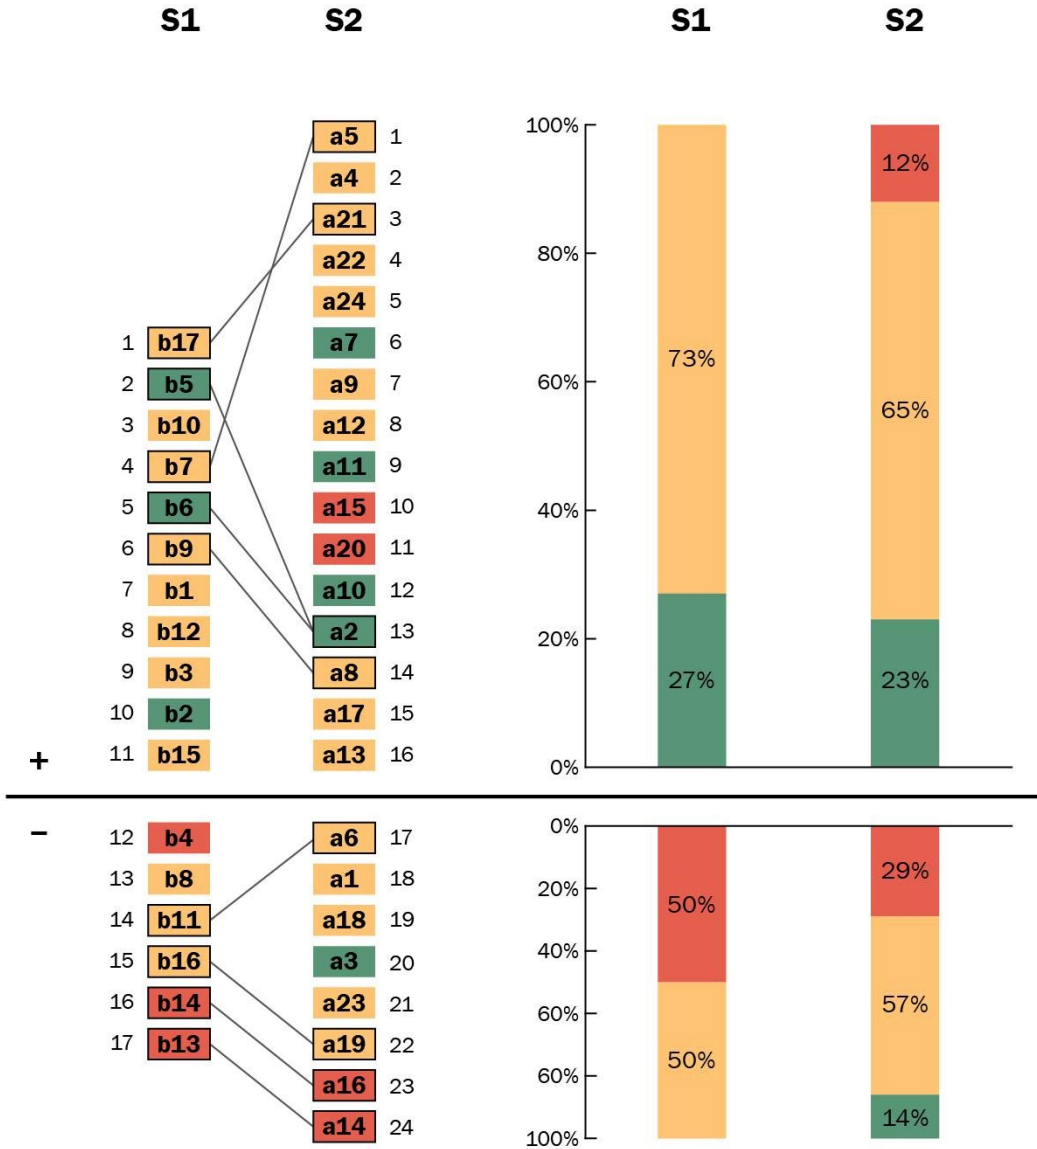 S1 S2 S1 S2
a5 1 100%
12%
a4 2
a21 3
80%
a22 4
a24 5
1 b17 a7 6
73%
2 b5 a9 7 60%
65%
3 b10 a12 8
4 b7 a11 9
5 b6 a15 10 40%
6 b9 a20 11
7 b1 a10 12
8 b12 a2 13 20%
9 b3 a8 14 27% 23%
10 b2 a17 15
11 b15 a13 16
+ 0%
– 0%
12 b4 a6 17
13 b8 a1 18 29%
20%
14 b11 a18 19 50%
40%
15 b16 a3 20
16 b14 a23 21 57%
60%
17 b13 a19 22 50%
60%
a16 23
14%
a14 24 100%